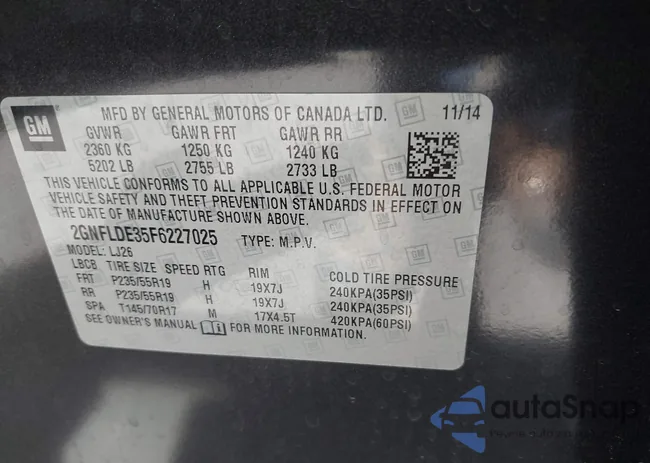 GM
MFD BY GENERAL MOTORS OF CANADA LTD. 11/14
GVWR GAWR FRT GAWR RR
2360 KG 1250 KG 1240 KG
5202 LB 2755 LB 2733 LB
THIS VEHICLE CONFORMS TO ALL APPLICABLE U.S. FEDERAL MOTOR
VEHICLE SAFETY AND THEFT PREVENTION STANDARDS IN EFFECT ON
THE DATE OF MANUFACTURE SHOWN ABOVE.
2GNFLDE35F6227025 TYPE: M.P.V.
MODEL: LJ26
LBCB TIRE SIZE SPEED RTG RIM COLD TIRE PRESSURE
FRT P235/55R19 H 19X7J 240KPA(35PSI)
RR P235/55R19 H 19X7J 240KPA(35PSI)
SPA T145/70R17 M 17X4.5T 420KPA(60PSI)
SEE OWNER'S MANUAL FOR MORE INFORMATION.
autaSnap